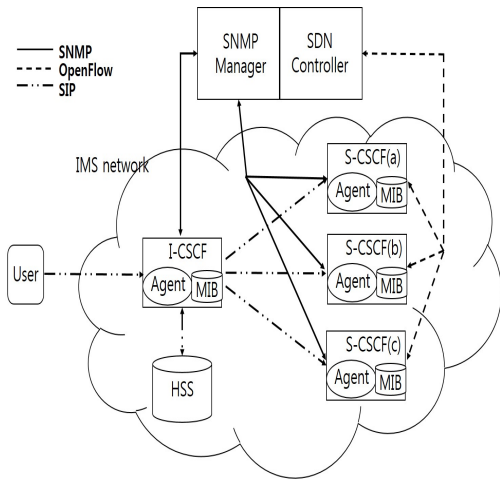 SNMP
OpenFlow
SIP
SNMP
Manager
SDN
Controller
IMS network
S-CSCF(a)
Agent
MIB
I-CSCF
Agent
MIB
S-CSCF(b)
Agent
MIB
User
S-CSCF(c)
Agent
MIB
HSS